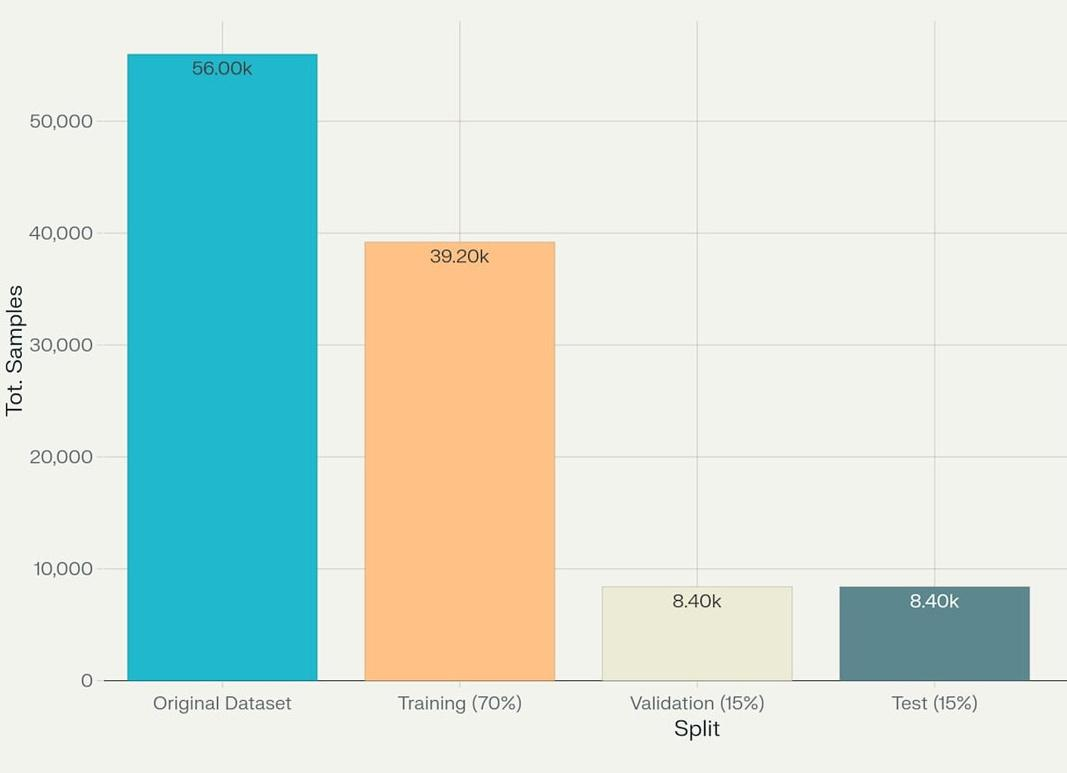 56.00k
50,000
40,000
39.20k
Tot. Samples
30,000
20,000
10,000
8.40k
8.40k
0
Original Dataset
Training (70%)
Validation (15%)
Test (15%)
Split